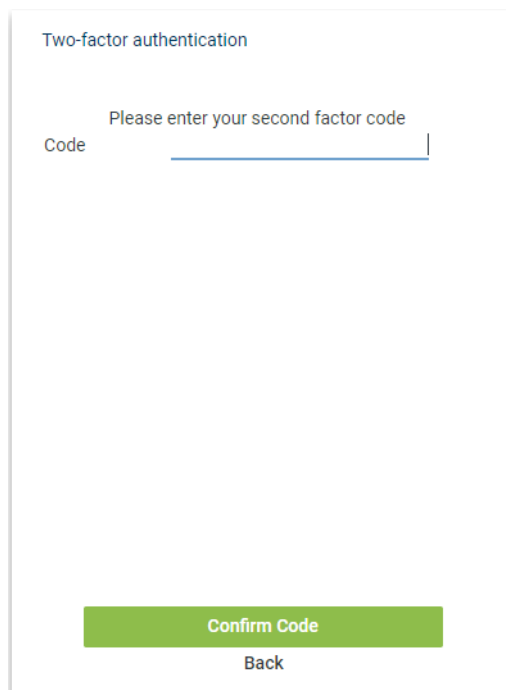 Two-factor authentication
Please enter your second factor code
Code
Confirm Code
Back